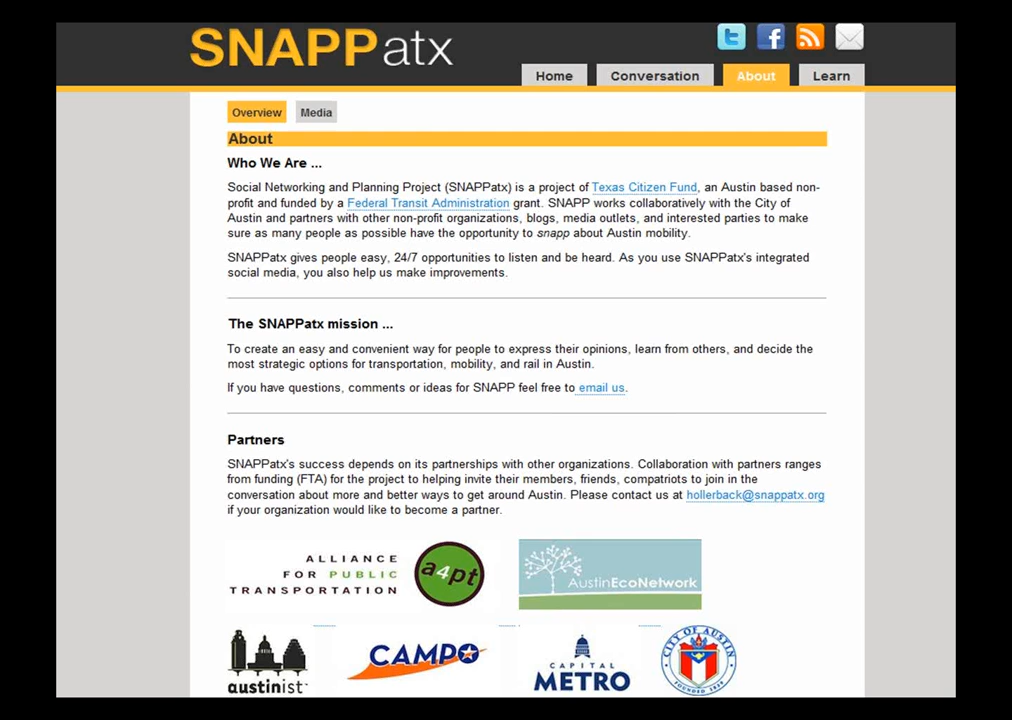 SNAPPatx
Home Conversation About Learn
Overview Media
About
Who We Are ...
Social Networking and Planning Project (SNAPPatx) is a project of Texas Citizen Fund, an Austin based non-
profit and funded by a Federal Transit Administration grant. SNAPP works collaboratively with the City of
Austin and partners with other non-profit organizations, blogs, media outlets, and interested parties to make
sure as many people as possible have the opportunity to snapp about Austin mobility.
SNAPPatx gives people easy, 24/7 opportunities to listen and be heard. As you use SNAPPatx's integrated
social media, you also help us make improvements.
The SNAPPatx mission ...
To create an easy and convenient way for people to express their opinions, learn from others, and decide the
most strategic options for transportation, mobility, and rail in Austin.
If you have questions, comments or ideas for SNAPP feel free to email us.
Partners
SNAPPatx's success depends on its partnerships with other organizations. Collaboration with partners ranges
from funding (FTA) for the project to helping invite their members, friends, compatriots to join in the
conversation about more and better ways to get around Austin. Please contact us at hollerback@snappatx.org
if your organization would like to become a partner.
ALLIANCE
FOR PUBLIC
TRANSPORTATION
a4pt
AustinEcoNetwork
austinist
CAMPO
CAPITAL
METRO
CITY OF AUSTIN
FOUNDED 1839